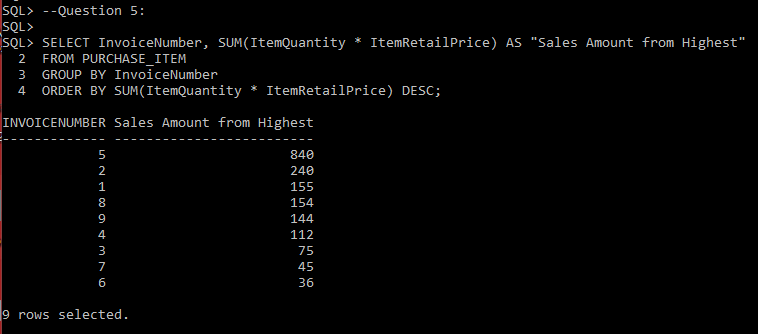 SQL> --Question 5:
SQL>
SQL> SELECT InvoiceNumber, SUM(ItemQuantity * ItemRetailPrice) AS "Sales Amount from Highest"
  2  FROM PURCHASE_ITEM
  3  GROUP BY InvoiceNumber
  4  ORDER BY SUM(ItemQuantity * ItemRetailPrice) DESC;

INVOICENUMBER Sales Amount from Highest
------------- -------------------------
            5                       840
            2                       240
            1                       155
            8                       154
            9                       144
            4                       112
            3                        75
            7                        45
            6                        36

9 rows selected.